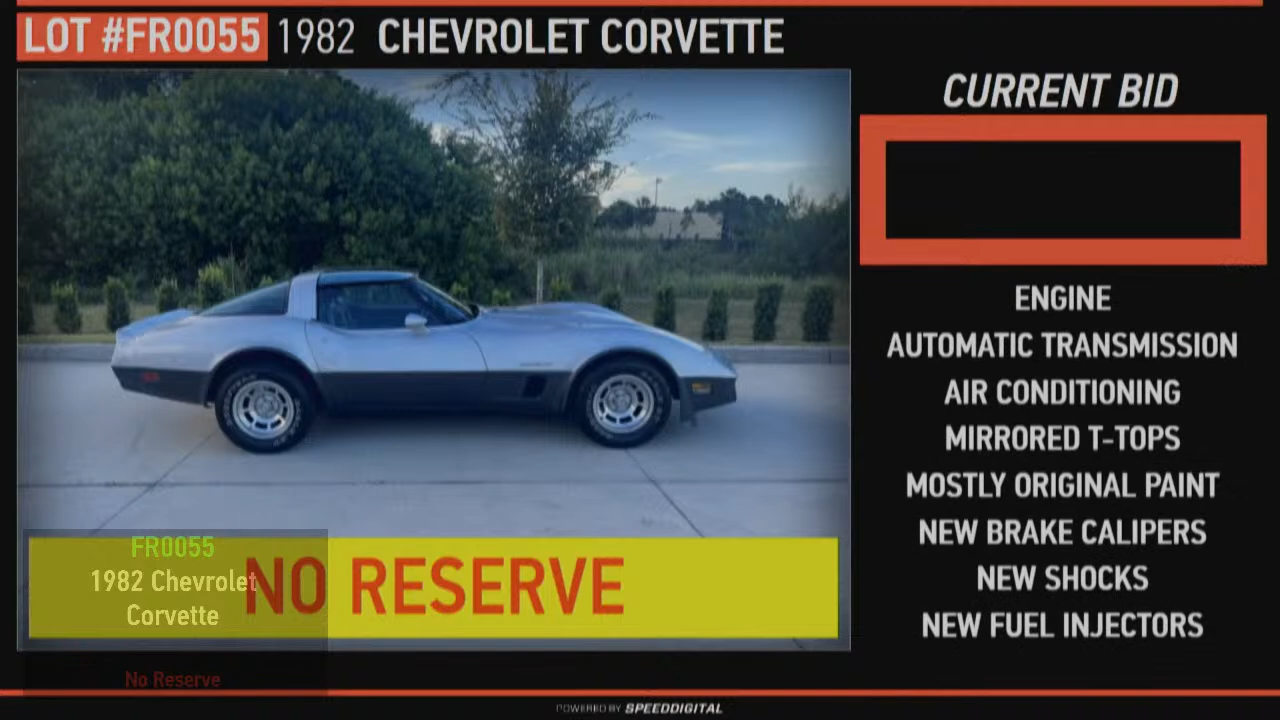 LOT #FR0055 1982 CHEVROLET CORVETTE
CURRENT BID
ENGINE
AUTOMATIC TRANSMISSION
AIR CONDITIONING
MIRRORED T-TOPS
MOSTLY ORIGINAL PAINT
NEW BRAKE CALIPERS
NEW SHOCKS
NEW FUEL INJECTORS
NO RESERVE
FR0055
1982 Chevrolet
Corvette
No Reserve
POWERED BY SPEEDDIGITAL